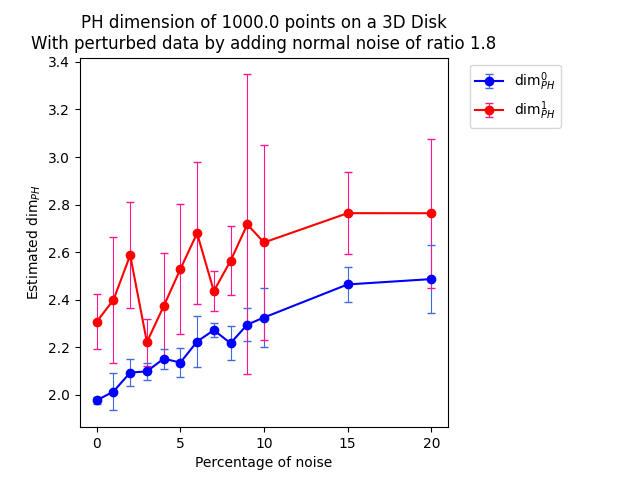 PH dimension of 1000.0 points on a 3D Disk
With perturbed data by adding normal noise of ratio 1.8
3.4
3.2
3.0
2.8
2.6
2.4
2.2
2.0
Estimated dim_{PH}
0 5 10 15 20
Percentage of noise
dim^0_{PH}
dim^1_{PH}